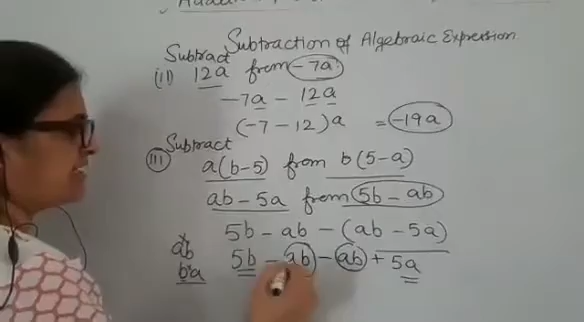 Subtraction of Algebraic Expression
Subtract
(ii) 12a from -7a
-7a - 12a
(-7-12)a = -19a
Subtract
(iii) a(b-5) from b(5-a)
ab - 5a from 5b - ab
5b - ab - (ab - 5a)
ab
ba
5b - ab - ab + 5a